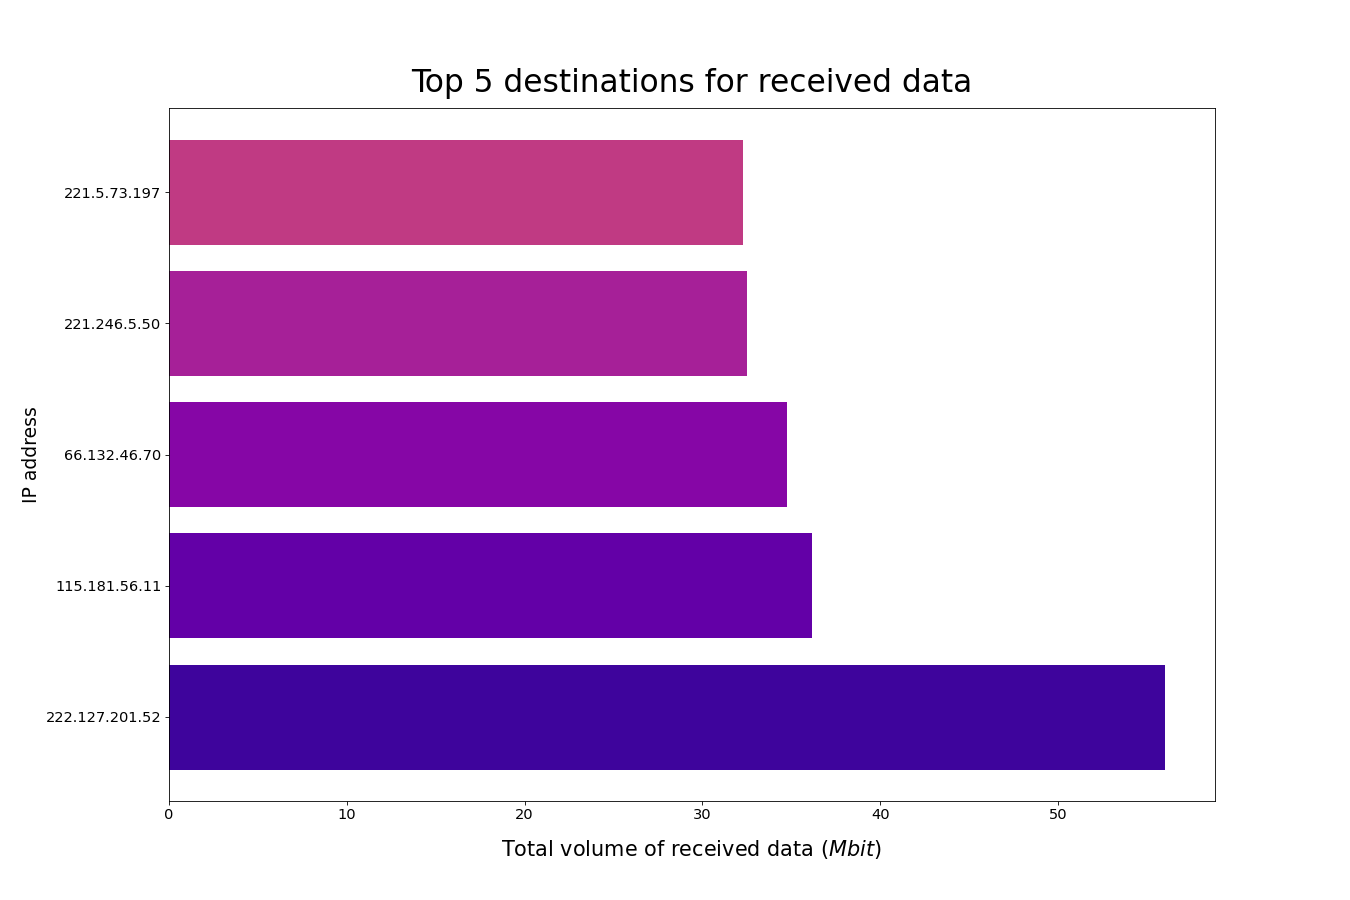 Top 5 destinations for received data
221.5.73.197
221.246.5.50
66.132.46.70
115.181.56.11
222.127.201.52
IP address
0 10 20 30 40 50
Total volume of received data (Mbit)